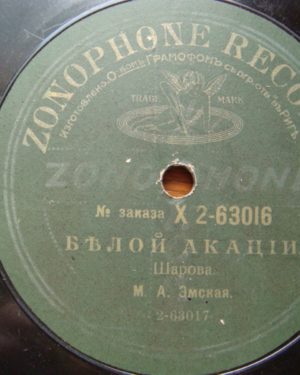 ZONOPHONE RECO
Изготовлено О-вомъ Грамофонъ съ огр. отв. въ Ригѣ
TRADE MARK
ZONOPHONE
№ заказа X 2-63016
БѢЛОЙ АКАЦІИ
Шарова
М. А. Эмская.
2-63017